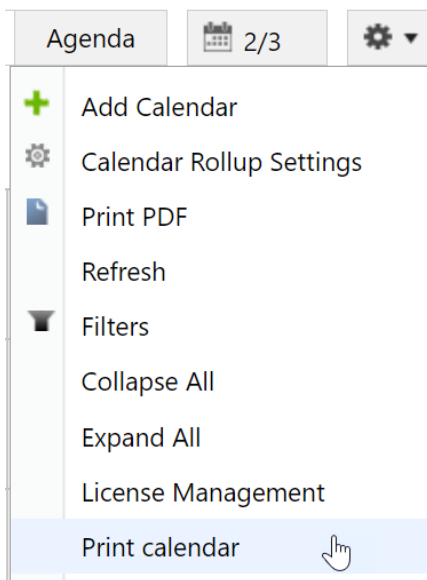 Agenda 2/3
Add Calendar
Calendar Rollup Settings
Print PDF
Refresh
Filters
Collapse All
Expand All
License Management
Print calendar